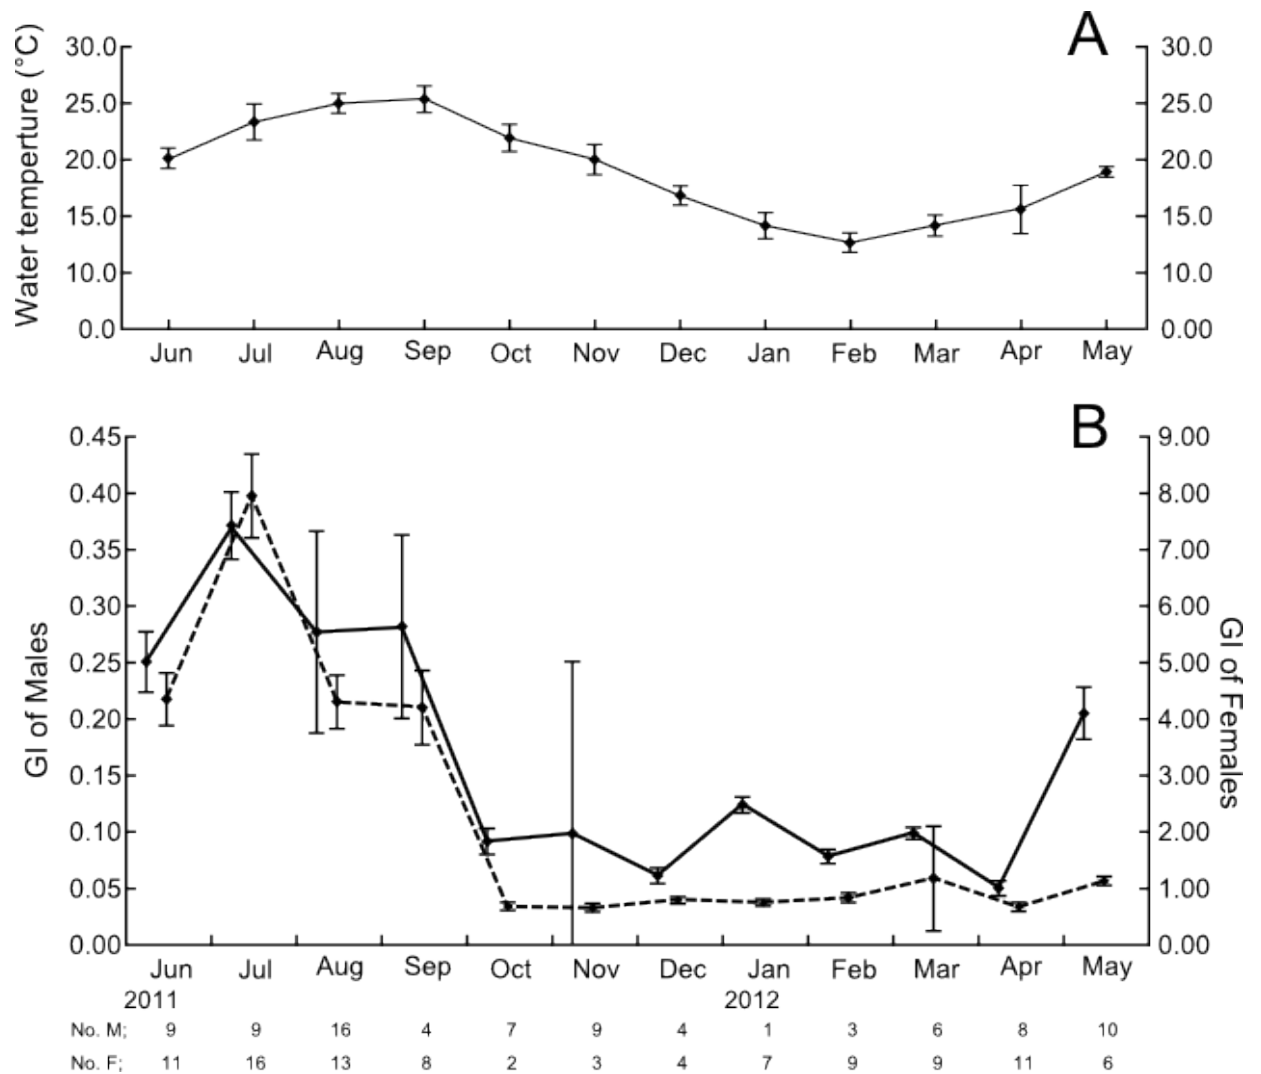 A
Water temperture (°C)
30.0 30.0
25.0 25.0
20.0 20.0
15.0 15.0
10.0 10.0
0.0 0.00
Jun Jul Aug Sep Oct Nov Dec Jan Feb Mar Apr May
B
GI of Males
GI of Females
0.45 9.00
0.40 8.00
0.35 7.00
0.30 6.00
0.25 5.00
0.20 4.00
0.15 3.00
0.10 2.00
0.05 1.00
0.00 0.00
Jun Jul Aug Sep Oct Nov Dec Jan Feb Mar Apr May
2011 2012
No. M; 9 9 16 4 7 9 4 1 3 6 8 10
No. F; 11 16 13 8 2 3 4 7 9 9 11 6